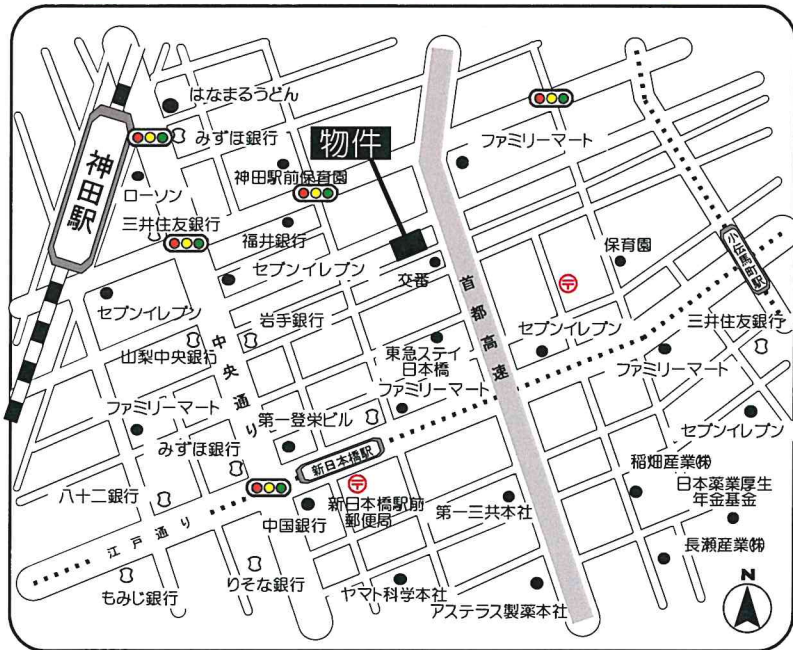 はなまるうどん
みずほ銀行
物件
ファミリーマート
神田駅
神田駅前保育園
ローソン
三井住友銀行
福井銀行
保育園
小伝馬町駅
セブンイレブン
交番
首都高速
〒
セブンイレブン
岩手銀行
中央通り
山梨中央銀行
東急ステイ
日本橋
セブンイレブン
三井住友銀行
ファミリーマート
ファミリーマート
ファミリーマート
第一登栄ビル
みずほ銀行
セブンイレブン
新日本橋駅
稲畑産業㈱
八十二銀行
〒
日本薬業厚生
年金基金
中国銀行
新日本橋駅前
郵便局
第一三共本社
江戸通り
長瀬産業㈱
もみじ銀行
りそな銀行
ヤマト科学本社
アステラス製薬本社
N